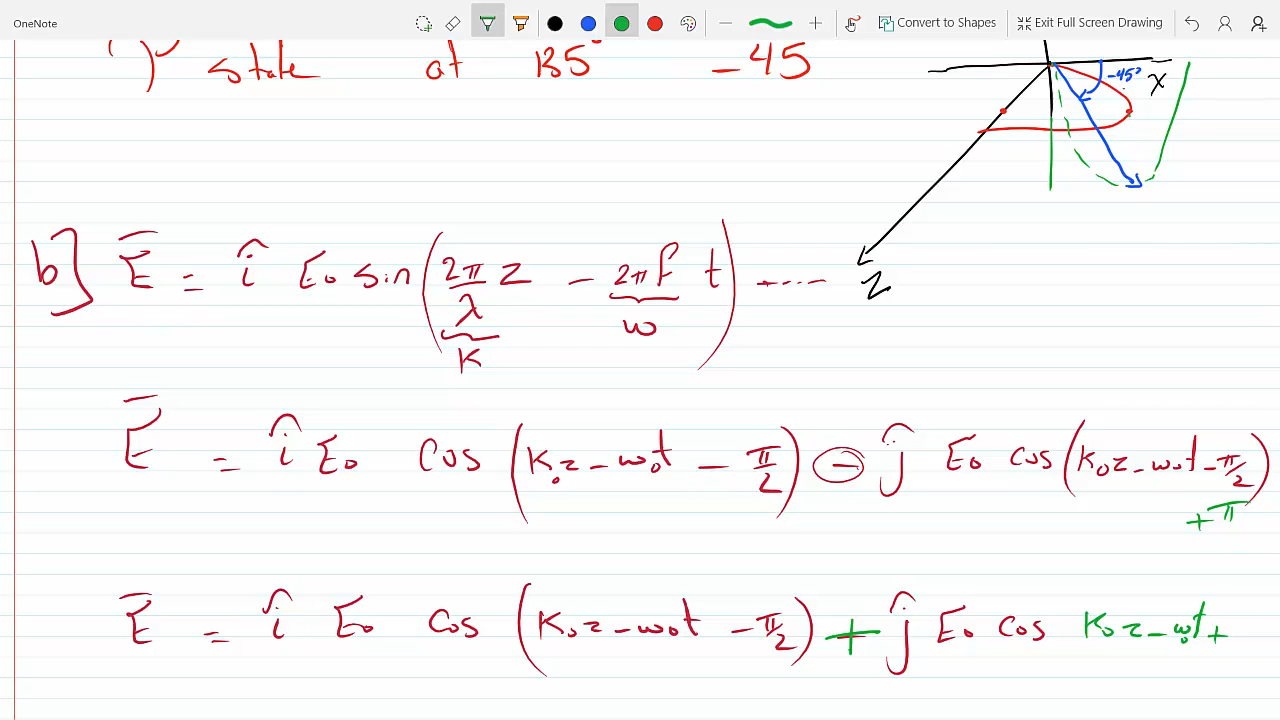 OneNote
Convert to Shapes
Exit Full Screen Drawing
1) state at 135° -45
-45°
X
Z
b] E̅ = î E₀ sin(2π/λ z - 2πf t) + ....
K
ω
E̅ = î E₀ cos(K₀z - ω₀t - π/2) - ĵ E₀ cos(K₀z - ω₀t - π/2)
+π
E̅ = î E₀ cos(K₀z - ω₀t - π/2) + ĵ E₀ cos K₀z - ω₀t +